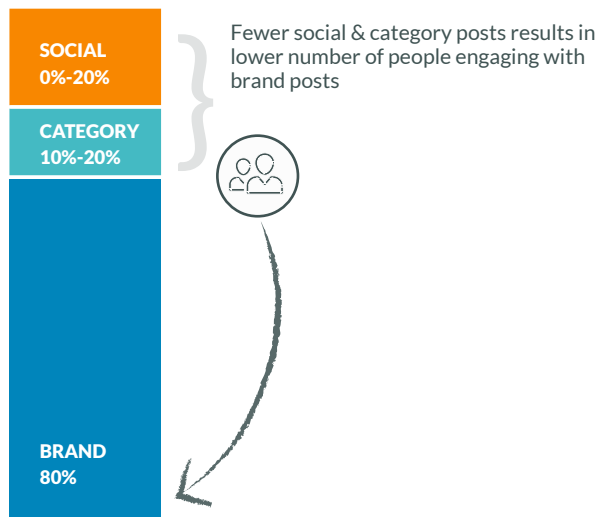 SOCIAL
0%-20%
Fewer social & category posts results in
lower number of people engaging with
brand posts
CATEGORY
10%-20%
BRAND
80%